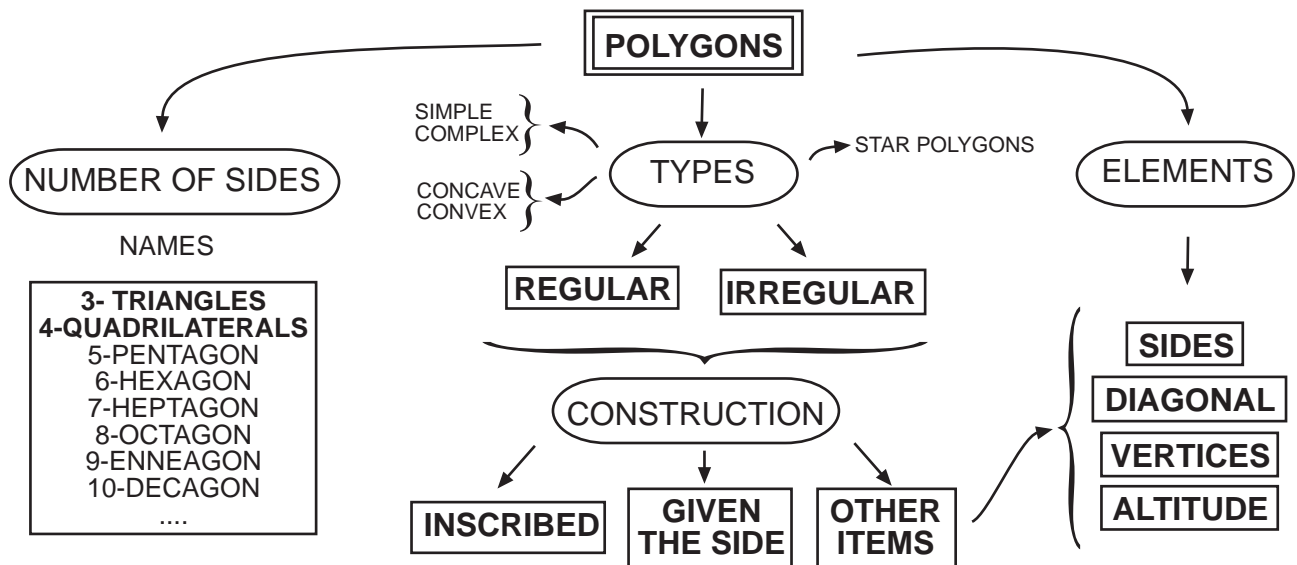 POLYGONS
NUMBER OF SIDES
NAMES
3- TRIANGLES
4-QUADRILATERALS
5-PENTAGON
6-HEXAGON
7-HEPTAGON
8-OCTAGON
9-ENNEAGON
10-DECAGON
....
SIMPLE
COMPLEX
CONCAVE
CONVEX
TYPES
STAR POLYGONS
REGULAR
IRREGULAR
CONSTRUCTION
INSCRIBED
GIVEN
THE SIDE
OTHER
ITEMS
ELEMENTS
SIDES
DIAGONAL
VERTICES
ALTITUDE